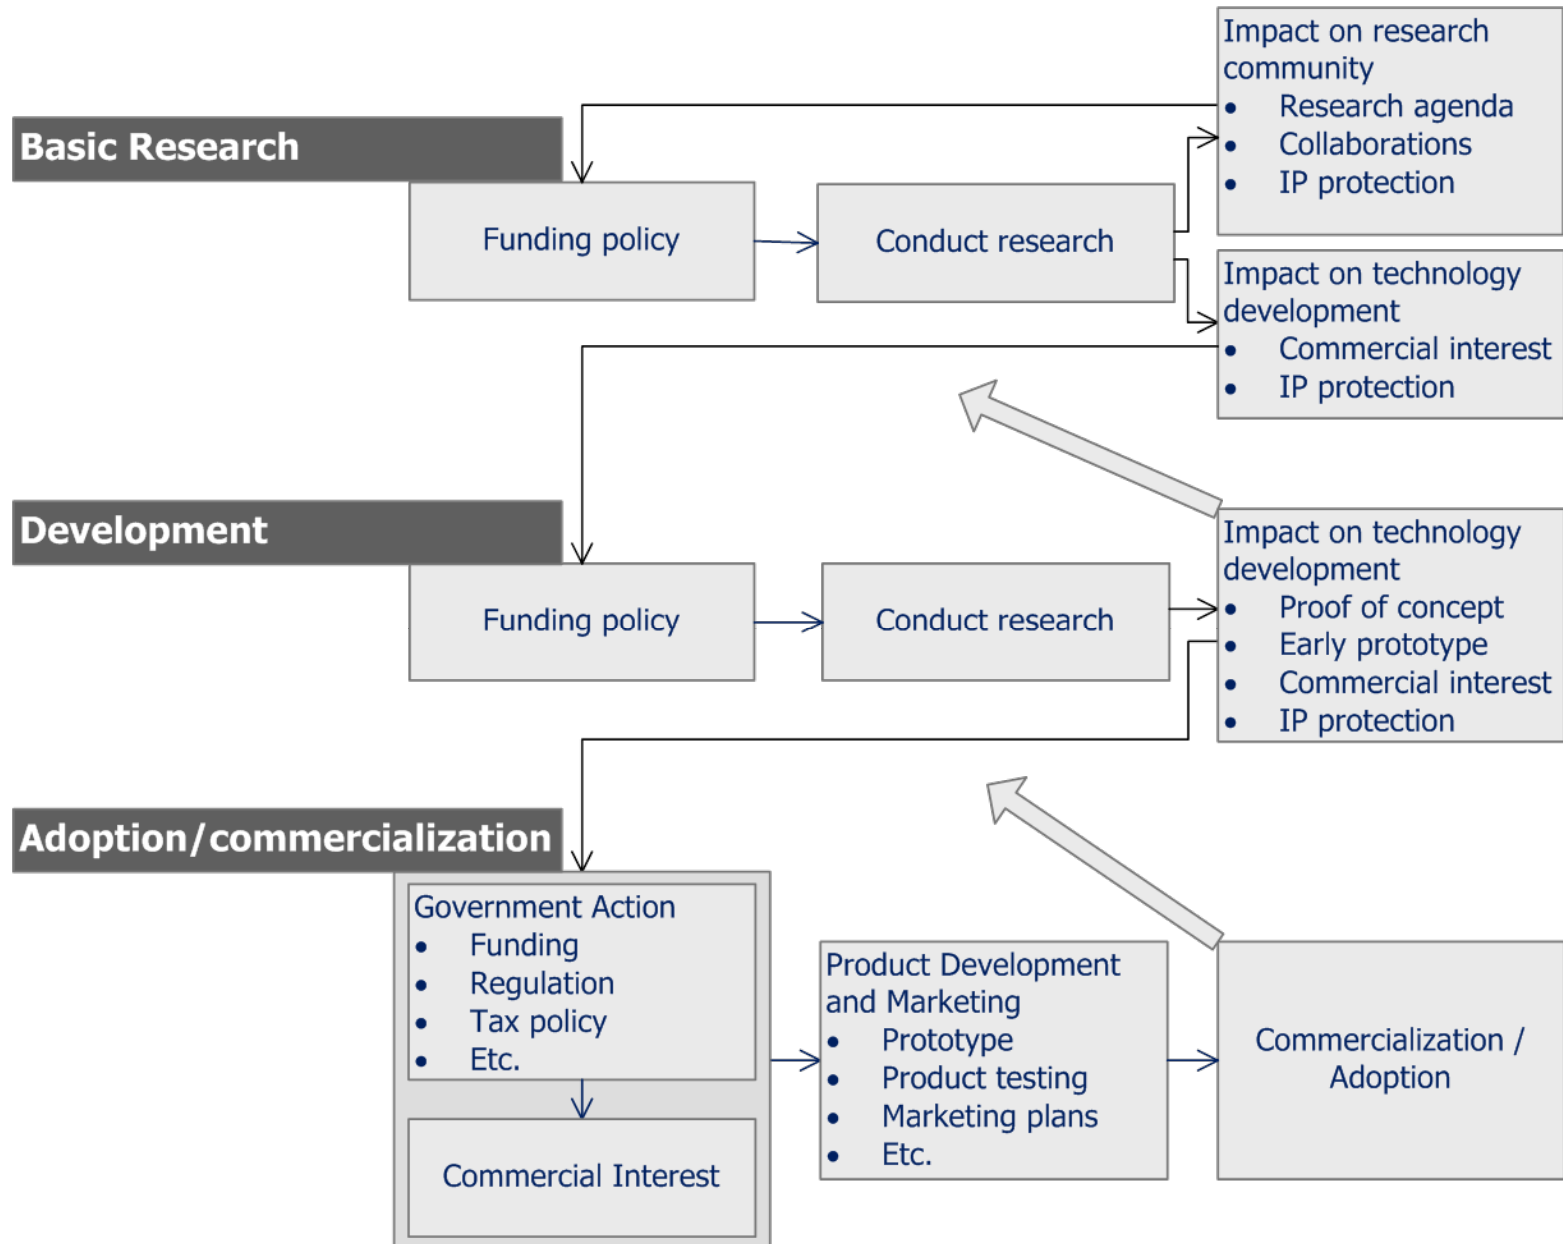 Impact on research
community
• Research agenda
• Collaborations
• IP protection
Basic Research
Funding policy
Conduct research
Impact on technology
development
• Commercial interest
• IP protection
Development
Funding policy
Conduct research
Impact on technology
development
• Proof of concept
• Early prototype
• Commercial interest
• IP protection
Adoption/commercialization
Government Action
• Funding
• Regulation
• Tax policy
• Etc.
Commercial Interest
Product Development
and Marketing
• Prototype
• Product testing
• Marketing plans
• Etc.
Commercialization /
Adoption